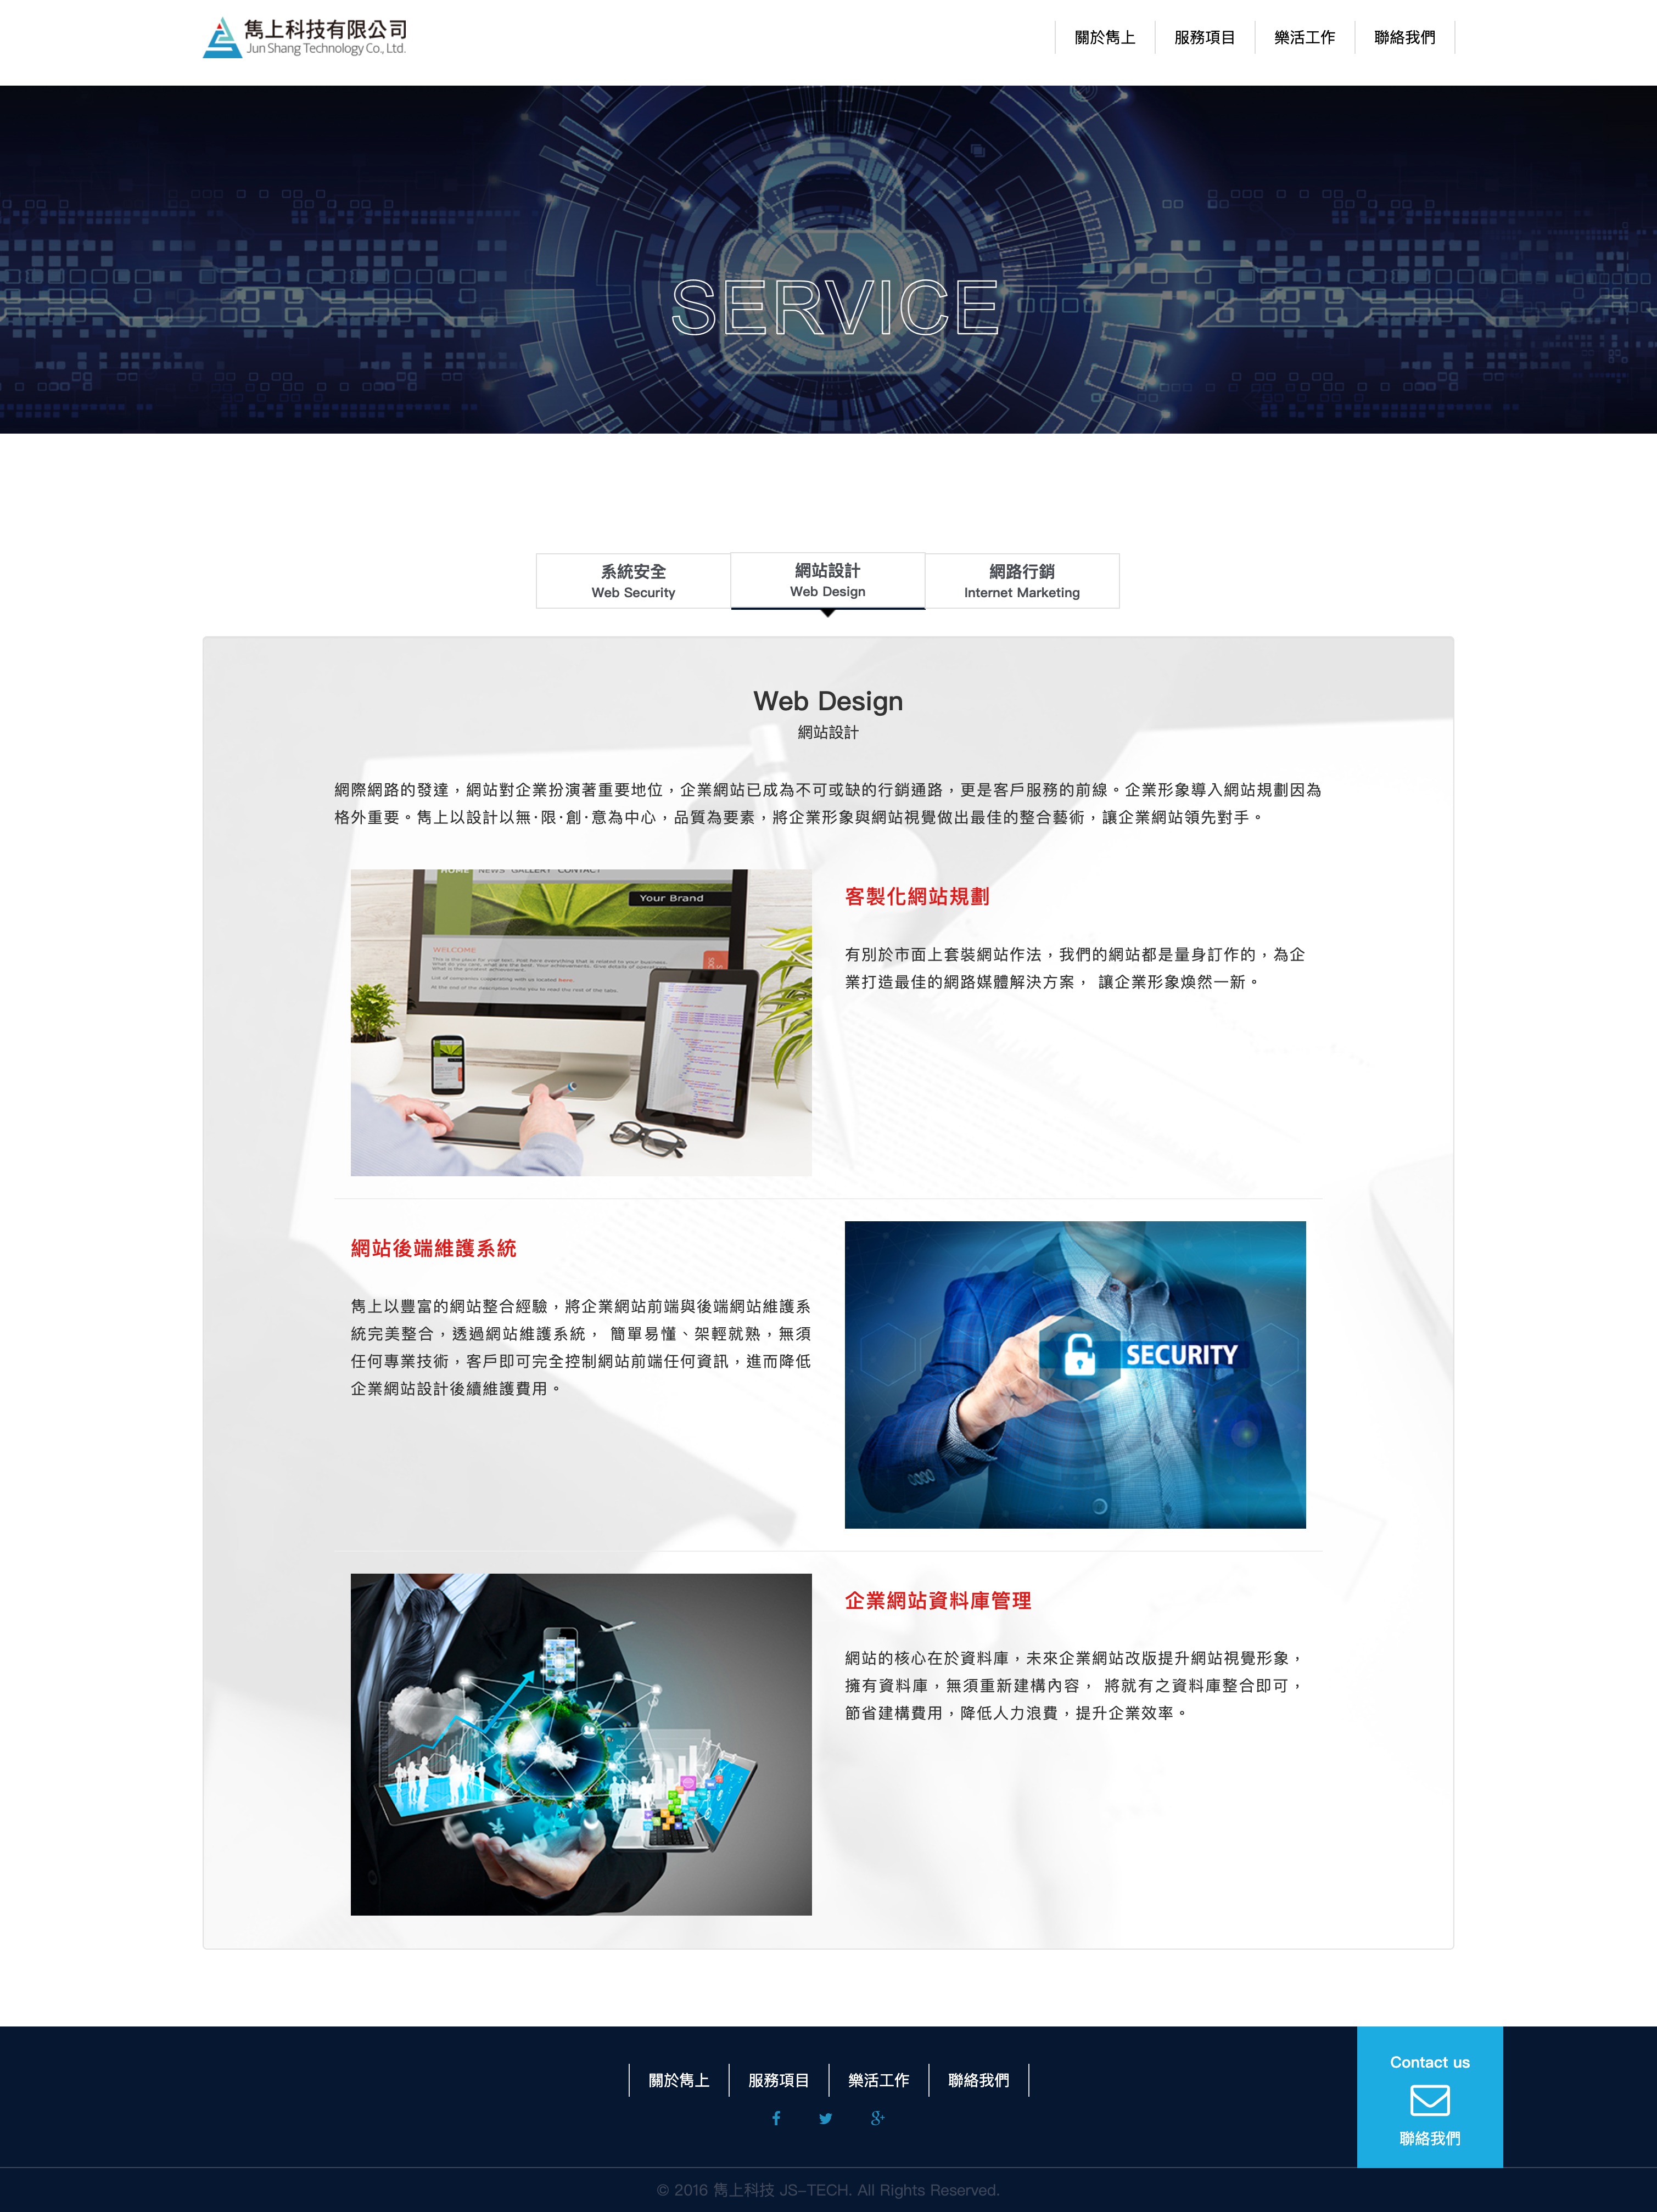 雋上科技有限公司
Jun Shang Technology Co., Ltd.
關於雋上
服務項目
樂活工作
聯絡我們
SERVICE
系統安全
Web Security
網站設計
Web Design
網路行銷
Internet Marketing
Web Design
網站設計
網際網路的發達，網站對企業扮演著重要地位，企業網站已成為不可或缺的行銷通路，更是客戶服務的前線。企業形象導入網站規劃因為
格外重要。雋上以設計以無‧限‧創‧意為中心，品質為要素，將企業形象與網站視覺做出最佳的整合藝術，讓企業網站領先對手。
HOME NEWS GALLERY CONTACT
Your Brand
WELCOME
客製化網站規劃
有別於市面上套裝網站作法，我們的網站都是量身訂作的，為企
業打造最佳的網路媒體解決方案， 讓企業形象煥然一新。
網站後端維護系統
雋上以豐富的網站整合經驗，將企業網站前端與後端網站維護系
統完美整合，透過網站維護系統， 簡單易懂、架輕就熟，無須
任何專業技術，客戶即可完全控制網站前端任何資訊，進而降低
企業網站設計後續維護費用。
SECURITY
企業網站資料庫管理
網站的核心在於資料庫，未來企業網站改版提升網站視覺形象，
擁有資料庫，無須重新建構內容， 將就有之資料庫整合即可，
節省建構費用，降低人力浪費，提升企業效率。
關於雋上
服務項目
樂活工作
聯絡我們
Contact us
聯絡我們
© 2016 雋上科技 JS-TECH. All Rights Reserved.